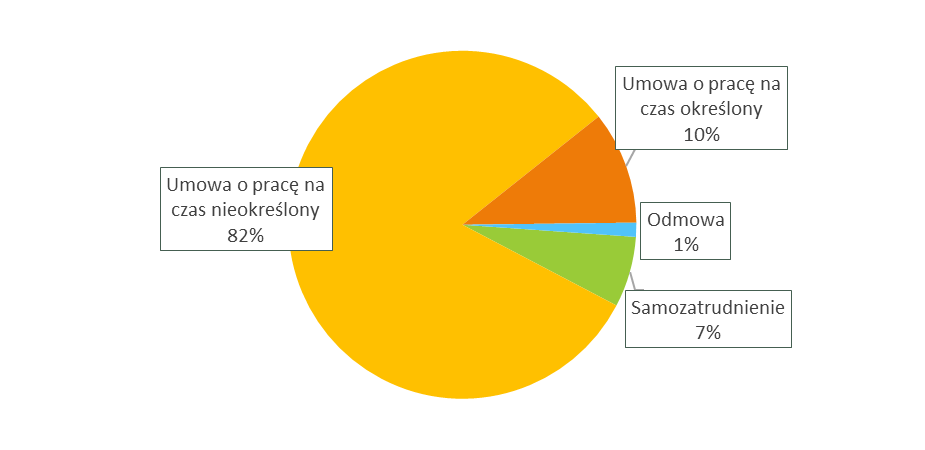 Umowa o pracę na
czas określony
10%
Umowa o pracę na
czas nieokreślony
82%
Odmowa
1%
Samozatrudnienie
7%